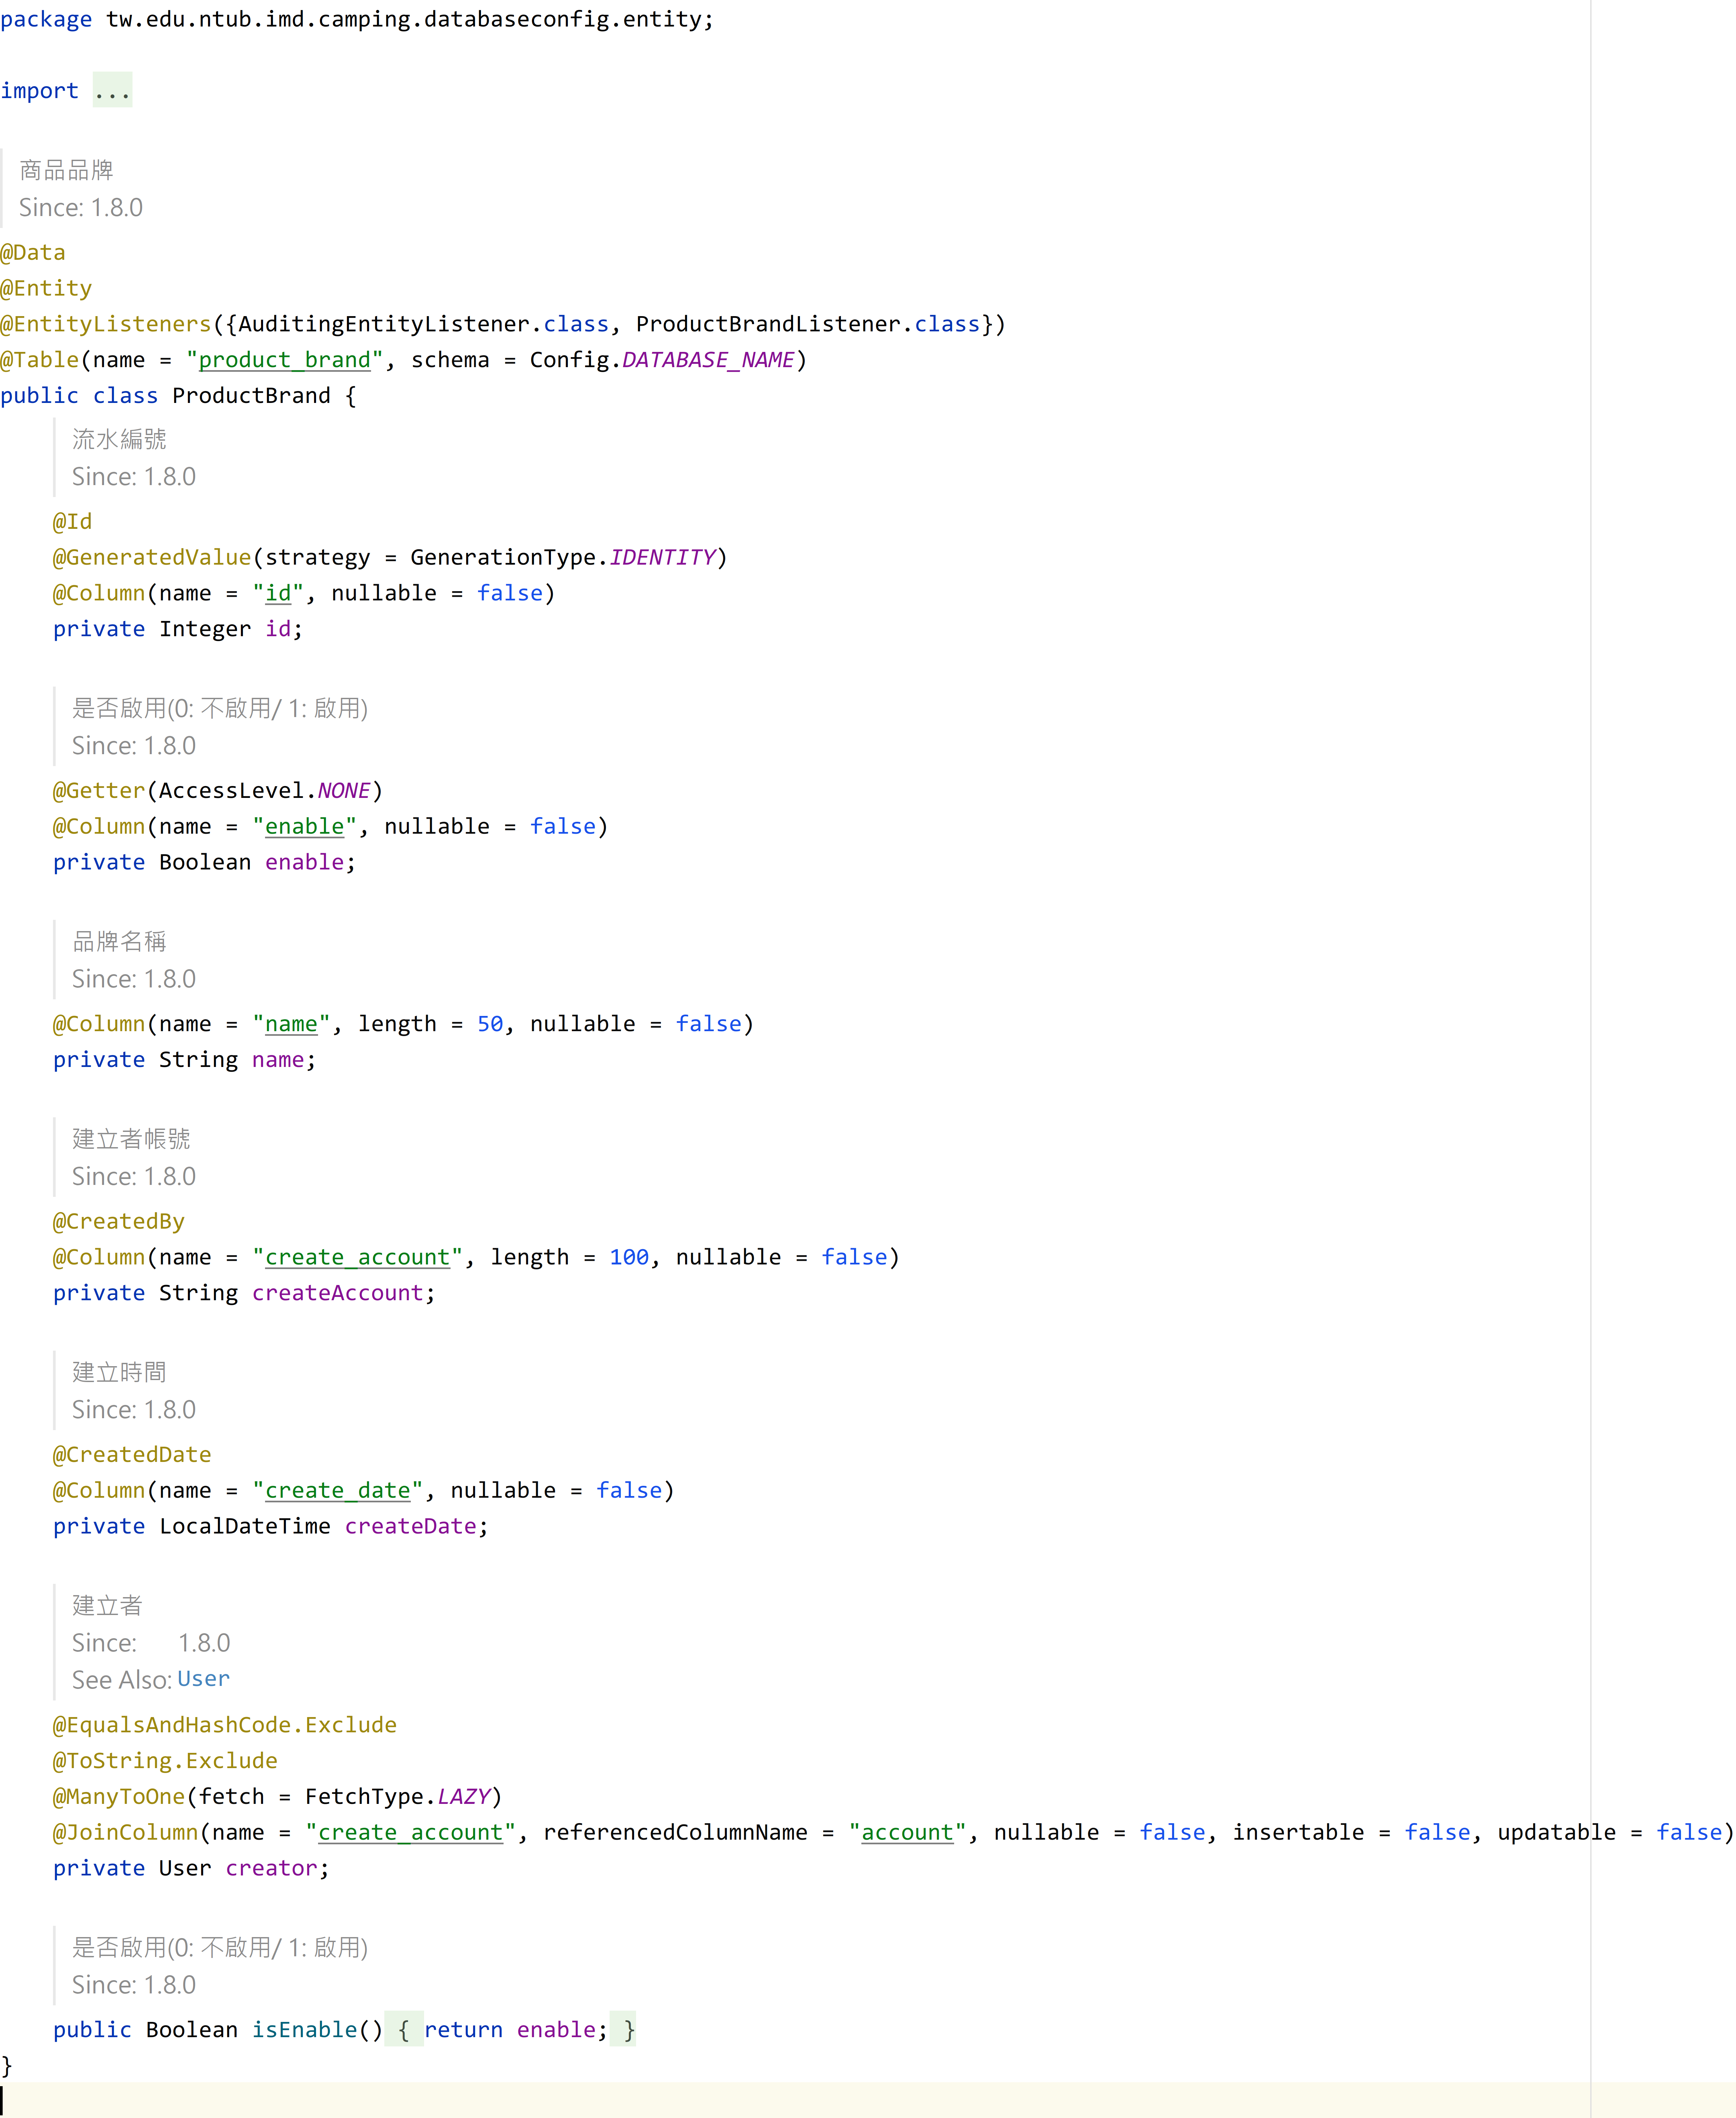 package tw.edu.ntub.imd.camping.databaseconfig.entity;
import ...
商品品牌
Since: 1.8.0
@Data
@Entity
@EntityListeners({AuditingEntityListener.class, ProductBrandListener.class})
@Table(name = "product_brand", schema = Config.DATABASE_NAME)
public class ProductBrand {
流水編號
Since: 1.8.0
@Id
@GeneratedValue(strategy = GenerationType.IDENTITY)
@Column(name = "id", nullable = false)
private Integer id;
是否啟用(0: 不啟用/ 1: 啟用)
Since: 1.8.0
@Getter(AccessLevel.NONE)
@Column(name = "enable", nullable = false)
private Boolean enable;
品牌名稱
Since: 1.8.0
@Column(name = "name", length = 50, nullable = false)
private String name;
建立者帳號
Since: 1.8.0
@CreatedBy
@Column(name = "create_account", length = 100, nullable = false)
private String createAccount;
建立時間
Since: 1.8.0
@CreatedDate
@Column(name = "create_date", nullable = false)
private LocalDateTime createDate;
建立者
Since: 1.8.0
See Also: User
@EqualsAndHashCode.Exclude
@ToString.Exclude
@ManyToOne(fetch = FetchType.LAZY)
@JoinColumn(name = "create_account", referencedColumnName = "account", nullable = false, insertable = false, updatable = false)
private User creator;
是否啟用(0: 不啟用/ 1: 啟用)
Since: 1.8.0
public Boolean isEnable() { return enable; }
}